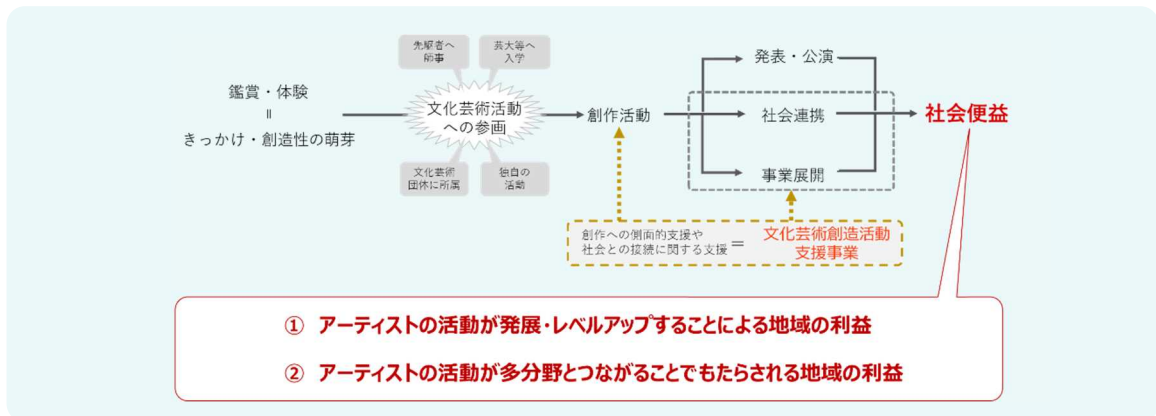 先駆者へ
師事
芸大等へ
入学
鑑賞・体験
＝
きっかけ・創造性の萌芽
文化芸術活動
への参画
文化芸術
団体に所属
独自の
活動
創作活動
発表・公演
社会連携
事業展開
社会便益
創作への側面的支援や
社会との接続に関する支援
＝
文化芸術創造活動
支援事業
① アーティストの活動が発展・レベルアップすることによる地域の利益
② アーティストの活動が多分野とつながることでもたらされる地域の利益